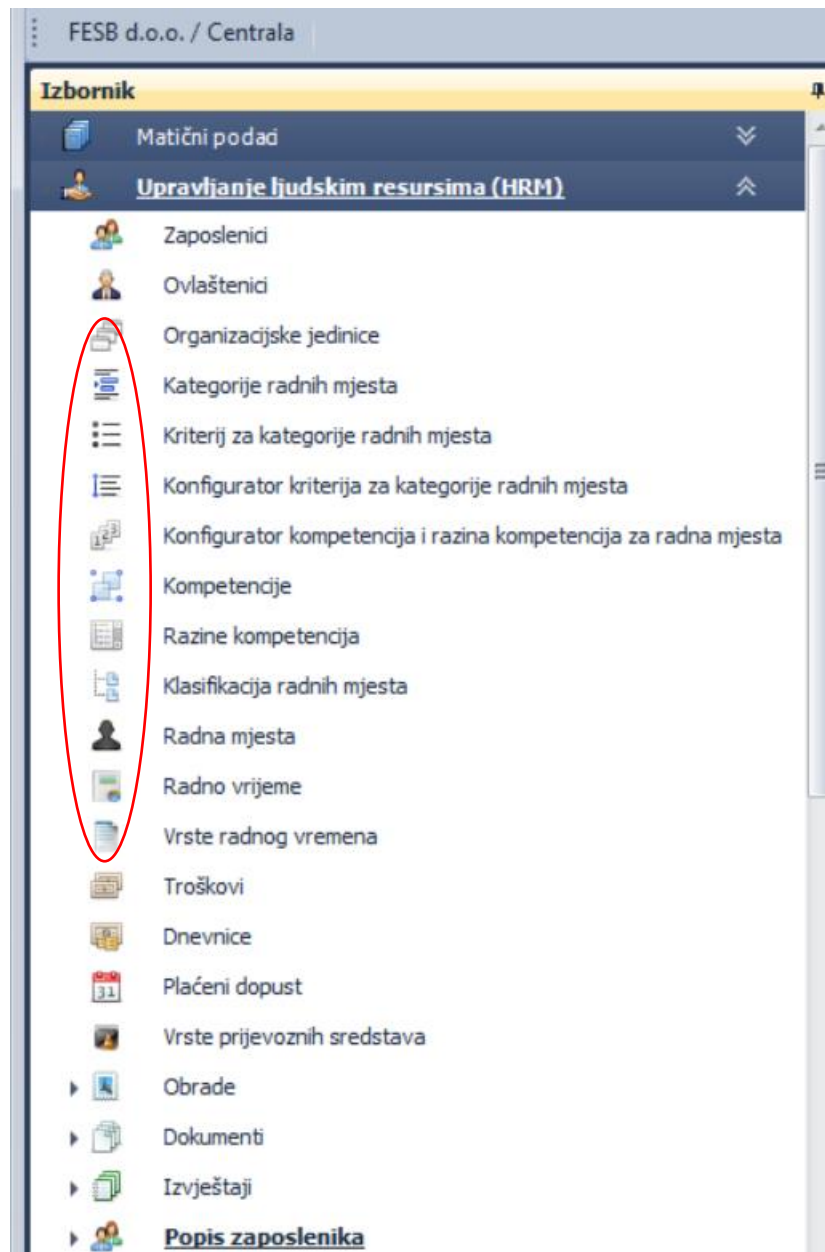 FESB d.o.o. / Centrala
Izbornik
Matični podaci
Upravljanje ljudskim resursima (HRM)
Zaposlenici
Ovlaštenici
Organizacijske jedinice
Kategorije radnih mjesta
Kriterij za kategorije radnih mjesta
Konfigurator kriterija za kategorije radnih mjesta
Konfigurator kompetencija i razina kompetencija za radna mjesta
Kompetencije
Razine kompetencija
Klasifikacija radnih mjesta
Radna mjesta
Radno vrijeme
Vrste radnog vremena
Troškovi
Dnevnice
Plaćeni dopust
Vrste prijevoznih sredstava
Obrade
Dokumenti
Izvještaji
Popis zaposlenika